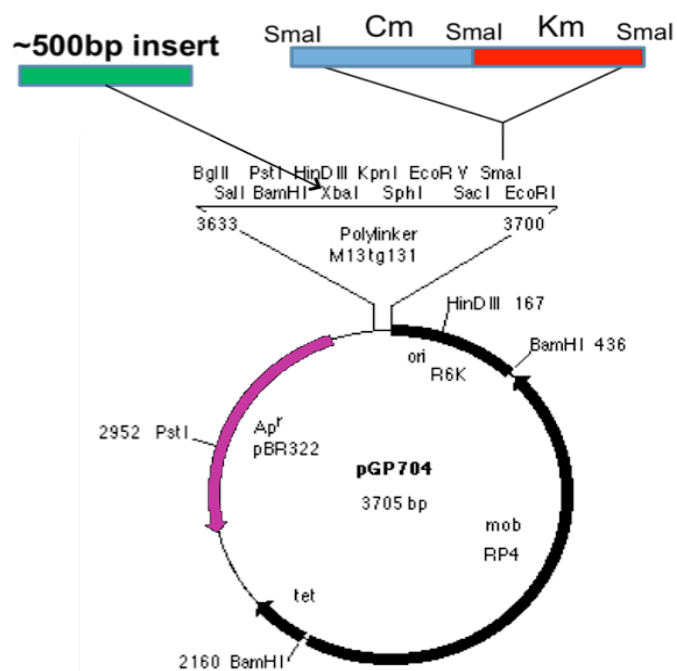 ~500bp insert
SmaI Cm SmaI Km SmaI
BglII PstI HinDIII KpnI EcoRV SmaI
SalI BamHI XbaI SphI SacI EcoRI
3633 3700
Polylinker
M13tg131
HinDIII 167
BamHI 436
ori
R6K
2952 PstI
Apr
pBR322
pGP704
3705 bp
mob
RP4
tet
2160 BamHI